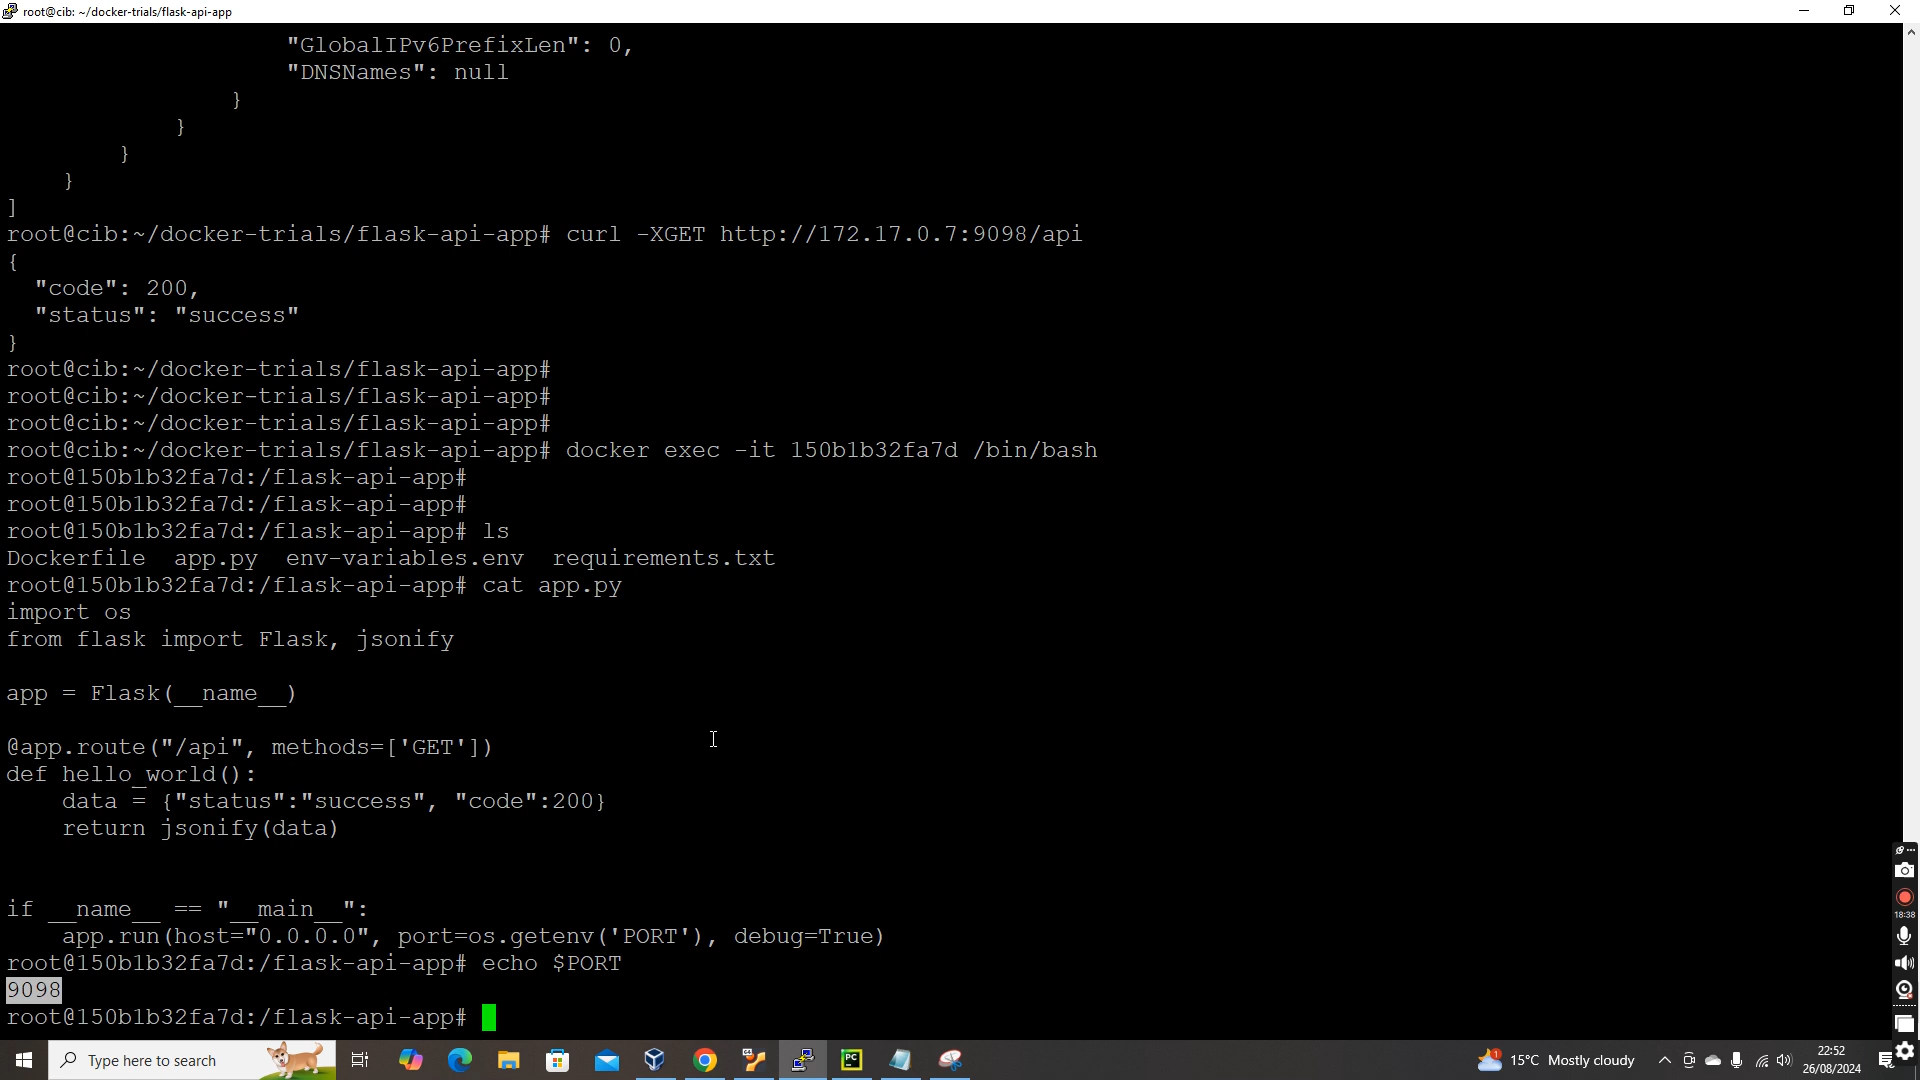 root@cib: ~/docker-trials/flask-api-app
"GlobalIPv6PrefixLen": 0,
"DNSNames": null
}
}
}
}
]
root@cib:~/docker-trials/flask-api-app# curl -XGET http://172.17.0.7:9098/api
{
"code": 200,
"status": "success"
}
root@cib:~/docker-trials/flask-api-app#
root@cib:~/docker-trials/flask-api-app#
root@cib:~/docker-trials/flask-api-app#
root@cib:~/docker-trials/flask-api-app# docker exec -it 150b1b32fa7d /bin/bash
root@150b1b32fa7d:/flask-api-app#
root@150b1b32fa7d:/flask-api-app#
root@150b1b32fa7d:/flask-api-app# ls
Dockerfile  app.py  env-variables.env  requirements.txt
root@150b1b32fa7d:/flask-api-app# cat app.py
import os
from flask import Flask, jsonify
app = Flask(__name__)
@app.route("/api", methods=['GET'])
def hello_world():
data = {"status":"success", "code":200}
return jsonify(data)
if __name__ == "__main__":
app.run(host="0.0.0.0", port=os.getenv('PORT'), debug=True)
root@150b1b32fa7d:/flask-api-app# echo $PORT
9098
root@150b1b32fa7d:/flask-api-app#
18:38
Type here to search
PC
15°C Mostly cloudy
22:52
26/08/2024